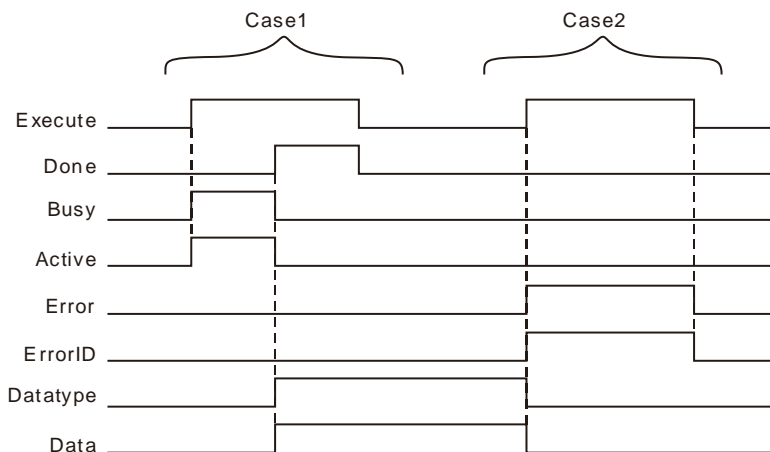 Case1
Case2
Execute
Done
Busy
Active
Error
ErrorID
Datatype
Data